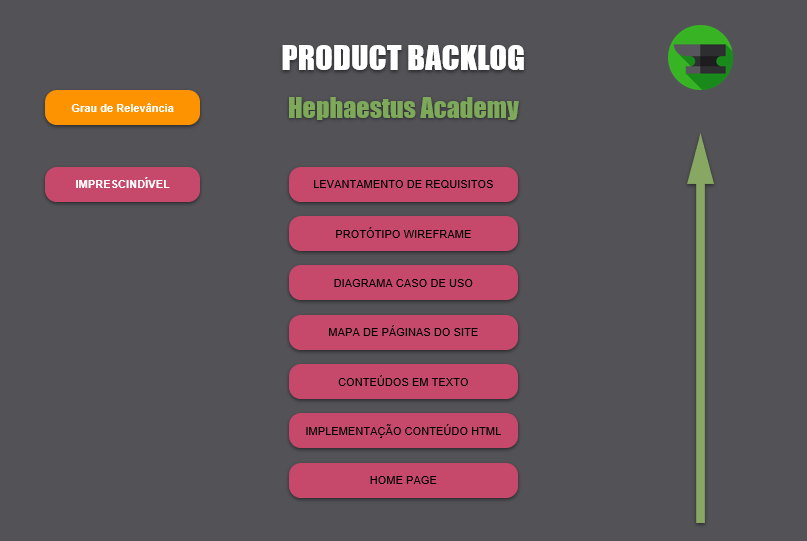 PRODUCT BACKLOG
Grau de Relevância
Hephaestus Academy
IMPRESCINDÍVEL
LEVANTAMENTO DE REQUISITOS
PROTÓTIPO WIREFRAME
DIAGRAMA CASO DE USO
MAPA DE PÁGINAS DO SITE
CONTEÚDOS EM TEXTO
IMPLEMENTAÇÃO CONTEÚDO HTML
HOME PAGE